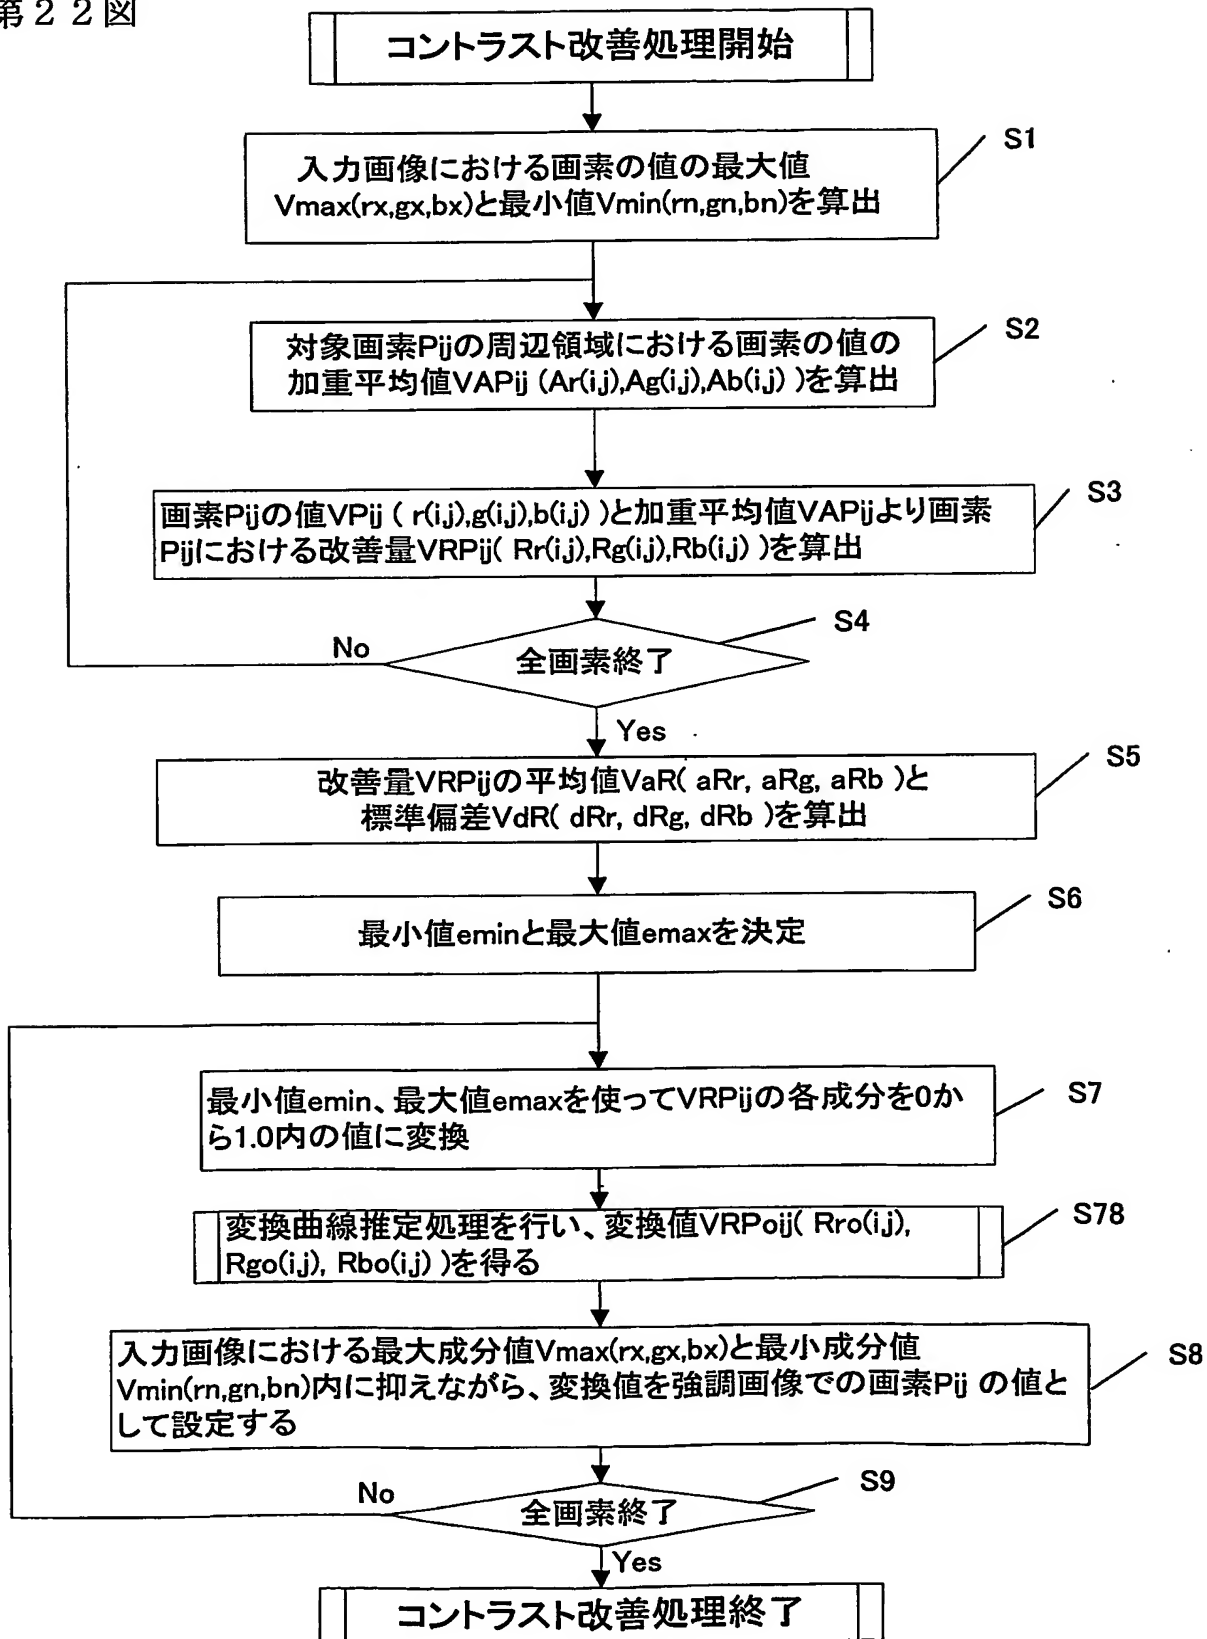 第２２図
コントラスト改善処理開始
S1
入力画像における画素の値の最大値
Vmax(rx,gx,bx)と最小値Vmin(rn,gn,bn)を算出
S2
対象画素Pijの周辺領域における画素の値の
加重平均値VAPij (Ar(i,j),Ag(i,j),Ab(i,j) )を算出
S3
画素Pijの値VPij ( r(i,j),g(i,j),b(i,j) )と加重平均値VAPijより画素
Pijにおける改善量VRPij( Rr(i,j),Rg(i,j),Rb(i,j) )を算出
S4
No
全画素終了
Yes
S5
改善量VRPijの平均値VaR( aRr, aRg, aRb )と
標準偏差VdR( dRr, dRg, dRb )を算出
S6
最小値eminと最大値emaxを決定
S7
最小値emin、最大値emaxを使ってVRPijの各成分を0か
ら1.0内の値に変換
S78
変換曲線推定処理を行い、変換値VRPoij( Rro(i,j),
Rgo(i,j), Rbo(i,j) )を得る
S8
入力画像における最大成分値Vmax(rx,gx,bx)と最小成分値
Vmin(rn,gn,bn)内に抑えながら、変換値を強調画像での画素Pij の値と
して設定する
S9
No
全画素終了
Yes
コントラスト改善処理終了